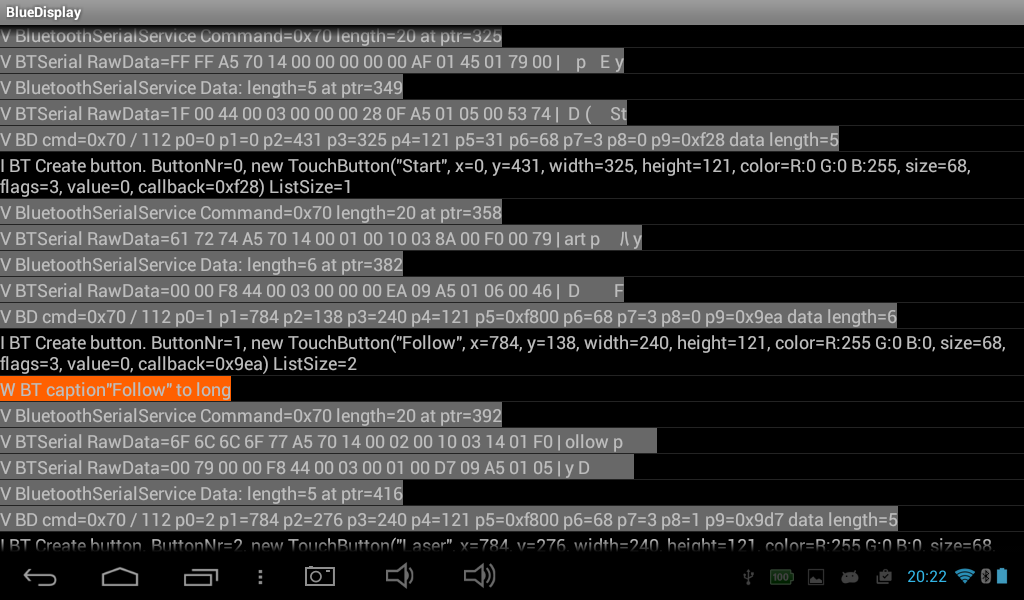 BlueDisplay
V BluetoothSerialService Command=0x70 length=20 at ptr=325
V BTSerial RawData=FF FF A5 70 14 00 00 00 00 00 AF 01 45 01 79 00 | p E y
V BluetoothSerialService Data: length=5 at ptr=349
V BTSerial RawData=1F 00 44 00 03 00 00 00 28 0F A5 01 05 00 53 74 | D ( St
V BD cmd=0x70 / 112 p0=0 p1=0 p2=431 p3=325 p4=121 p5=31 p6=68 p7=3 p8=0 p9=0xf28 data length=5
I BT Create button. ButtonNr=0, new TouchButton("Start", x=0, y=431, width=325, height=121, color=R:0 G:0 B:255, size=68,
flags=3, value=0, callback=0xf28) ListSize=1
V BluetoothSerialService Command=0x70 length=20 at ptr=358
V BTSerial RawData=61 72 74 A5 70 14 00 01 00 10 03 8A 00 F0 00 79 | art p y
V BluetoothSerialService Data: length=6 at ptr=382
V BTSerial RawData=00 00 F8 44 00 03 00 00 00 EA 09 A5 01 06 00 46 | D F
V BD cmd=0x70 / 112 p0=1 p1=784 p2=138 p3=240 p4=121 p5=0xf800 p6=68 p7=3 p8=0 p9=0x9ea data length=6
I BT Create button. ButtonNr=1, new TouchButton("Follow", x=784, y=138, width=240, height=121, color=R:255 G:0 B:0, size=68,
flags=3, value=0, callback=0x9ea) ListSize=2
W BT caption"Follow" to long
V BluetoothSerialService Command=0x70 length=20 at ptr=392
V BTSerial RawData=6F 6C 6C 6F 77 A5 70 14 00 02 00 10 03 14 01 F0 | ollow p
V BTSerial RawData=00 79 00 00 F8 44 00 03 00 01 00 D7 09 A5 01 05 | y D
V BluetoothSerialService Data: length=5 at ptr=416
V BD cmd=0x70 / 112 p0=2 p1=784 p2=276 p3=240 p4=121 p5=0xf800 p6=68 p7=3 p8=1 p9=0x9d7 data length=5
I BT Create button. ButtonNr=2, new TouchButton("Laser", x=784, y=276, width=240, height=121, color=R:255 G:0 B:0, size=68,
100 20:22